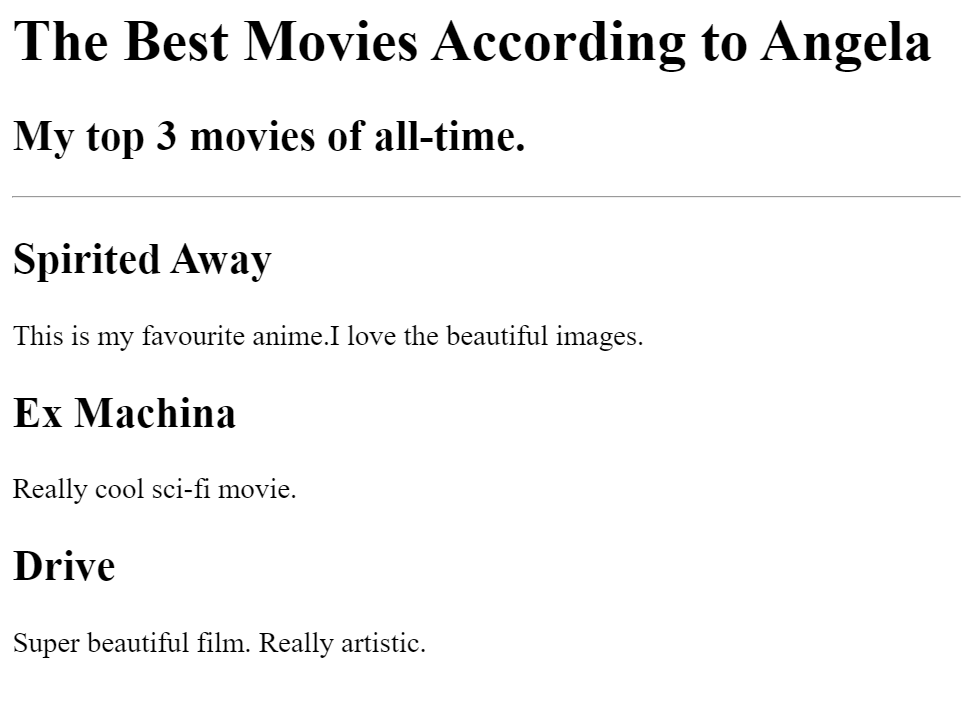 The Best Movies According to Angela
My top 3 movies of all-time.
Spirited Away
This is my favourite anime.I love the beautiful images.
Ex Machina
Really cool sci-fi movie.
Drive
Super beautiful film. Really artistic.